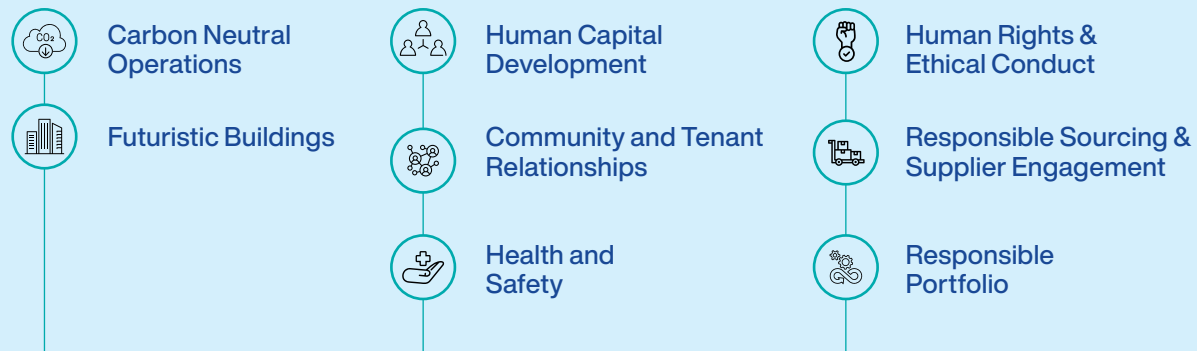 CO₂
Carbon Neutral
Operations
Futuristic Buildings
Human Capital
Development
Community and Tenant
Relationships
Health and
Safety
Human Rights &
Ethical Conduct
Responsible Sourcing &
Supplier Engagement
Responsible
Portfolio